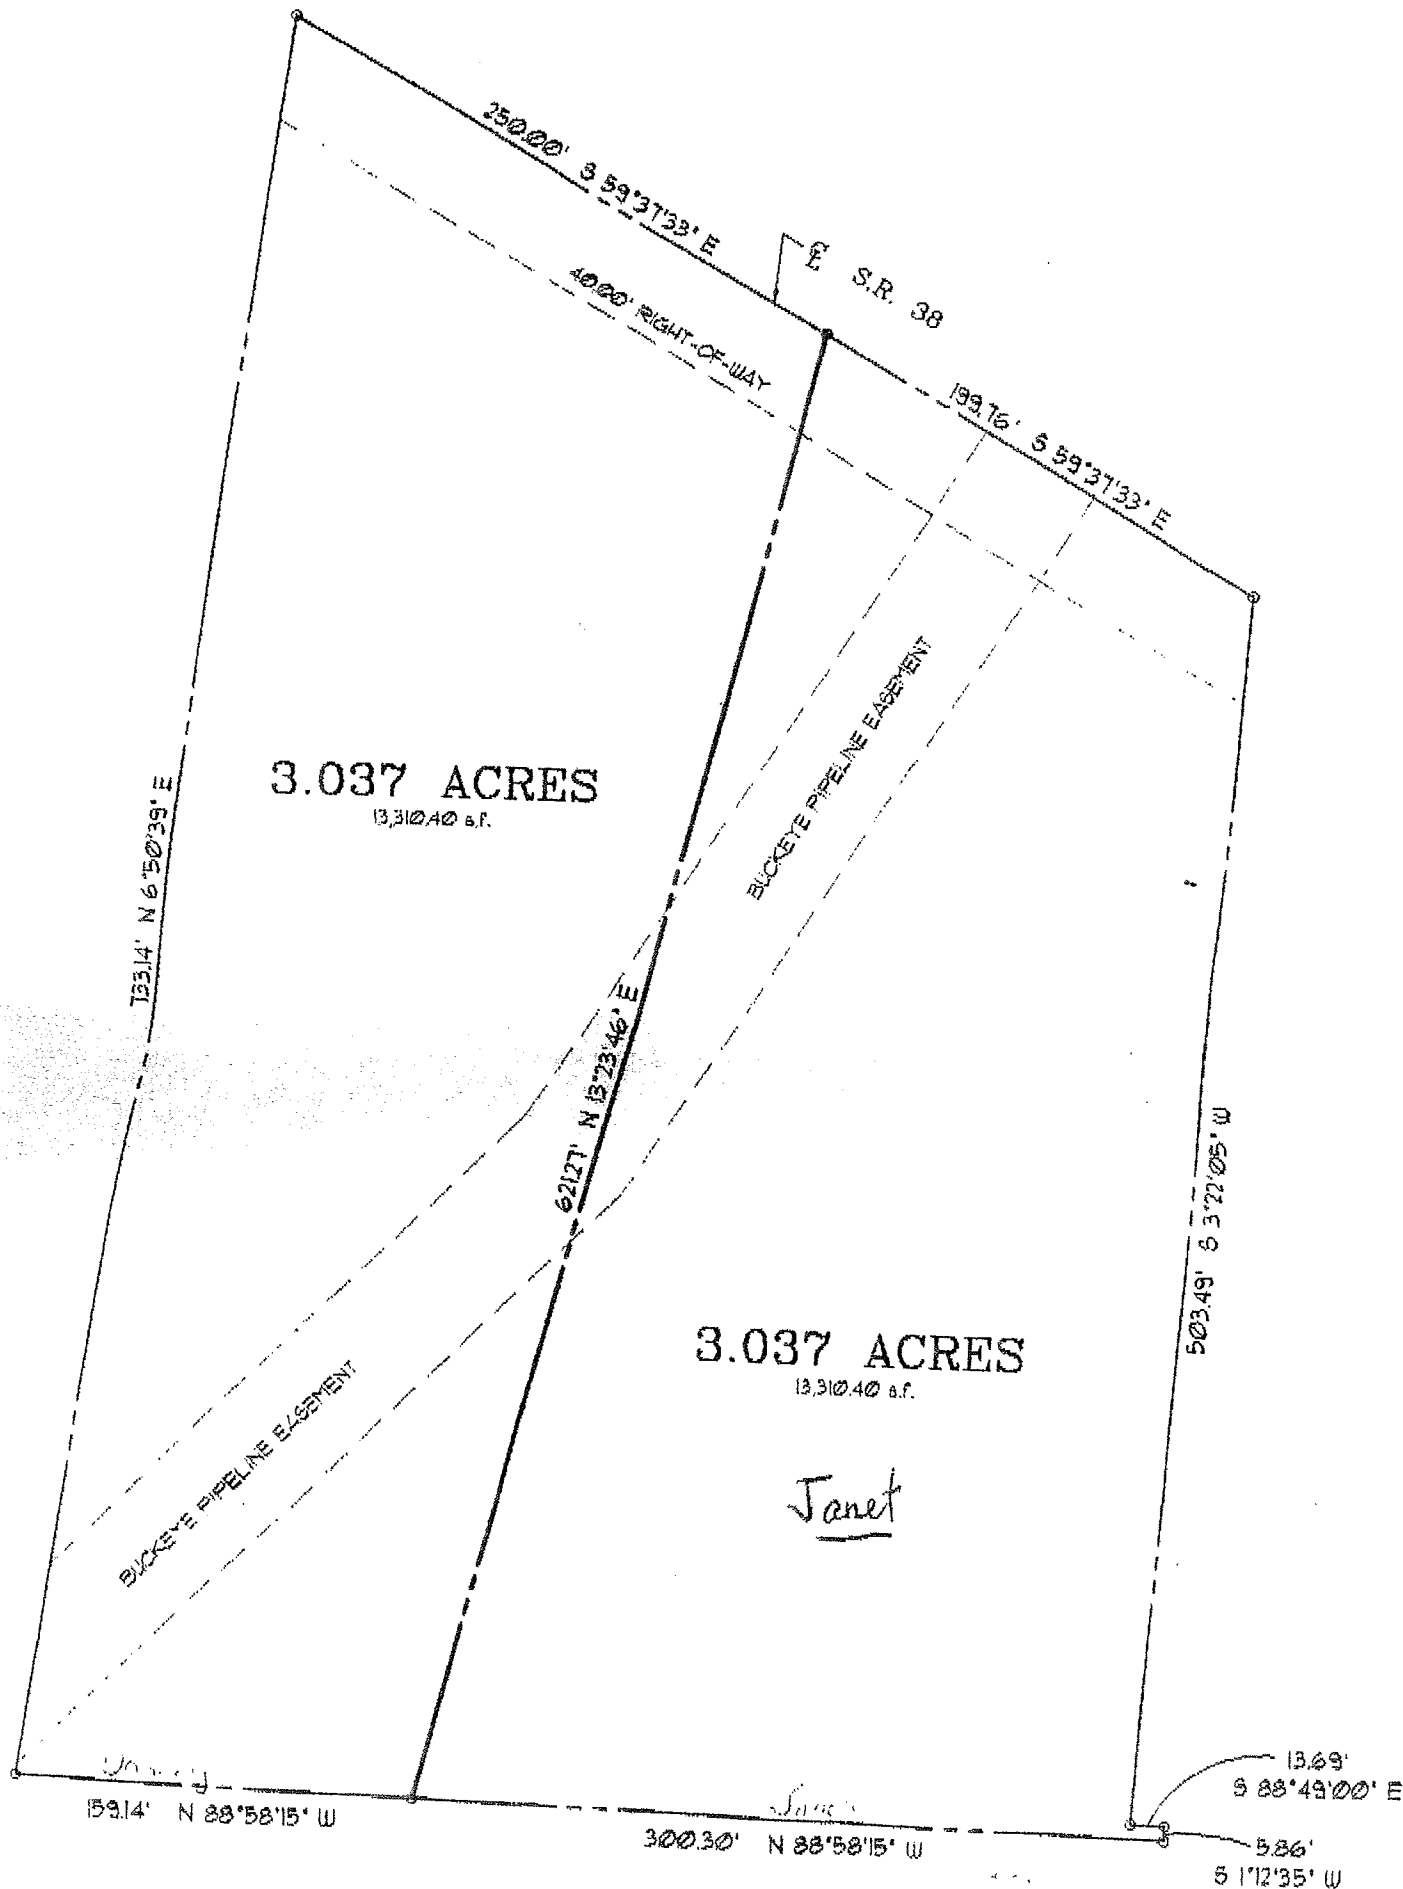 250.00' S 59°37'33" E
℄ S.R. 38
40.00' RIGHT-OF-WAY
199.76' S 59°37'33" E
BUCKEYE PIPELINE EASEMENT
3.037 ACRES
13,310.40 s.f.
733.14' N 6°50'39" E
621.27' N 13°23'46" E
503.49' S 3°22'05" W
3.037 ACRES
13,310.40 s.f.
BUCKEYE PIPELINE EASEMENT
Janet
13.69'
S 88°49'00" E
159.14' N 88°58'15" W
300.30' N 88°58'15" W
5.86'
S 1°12'35" W